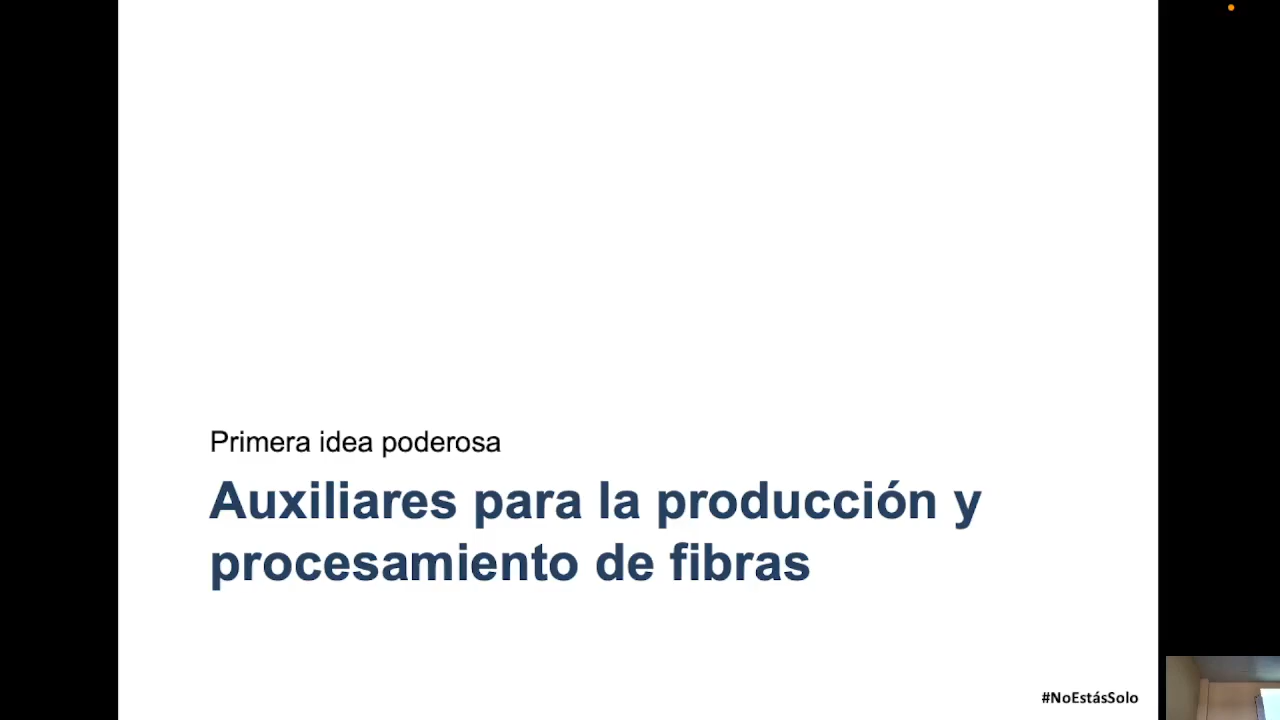 Primera idea poderosa
Auxiliares para la producción y
procesamiento de fibras
#NoEstásSolo